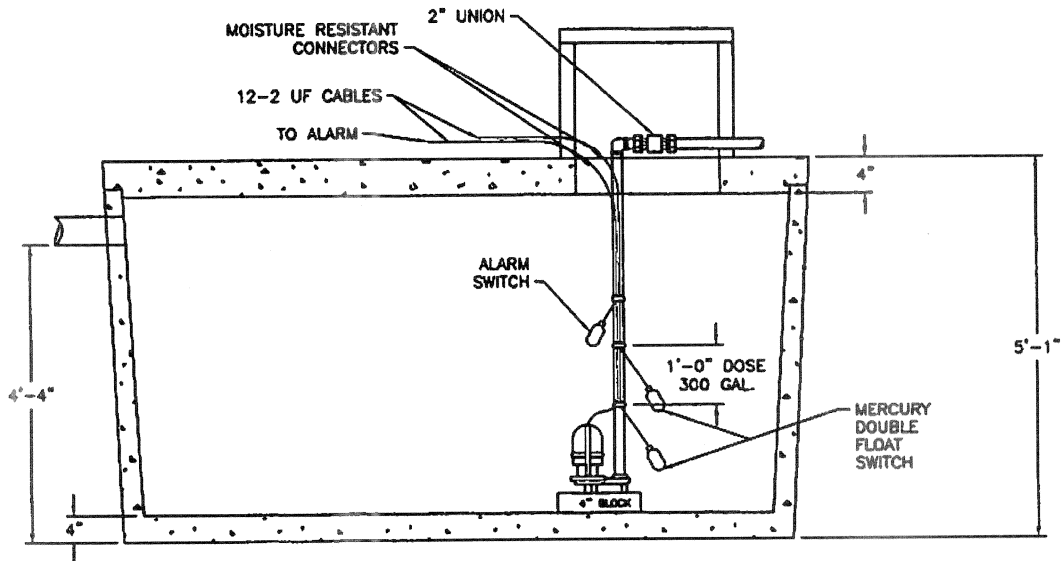 2" UNION
MOISTURE RESISTANT
CONNECTORS
12-2 UF CABLES
TO ALARM
4"
ALARM
SWITCH
5'-1"
1'-0" DOSE
300 GAL.
4'-4"
MERCURY
DOUBLE
FLOAT
SWITCH
4" BLOCK
4"